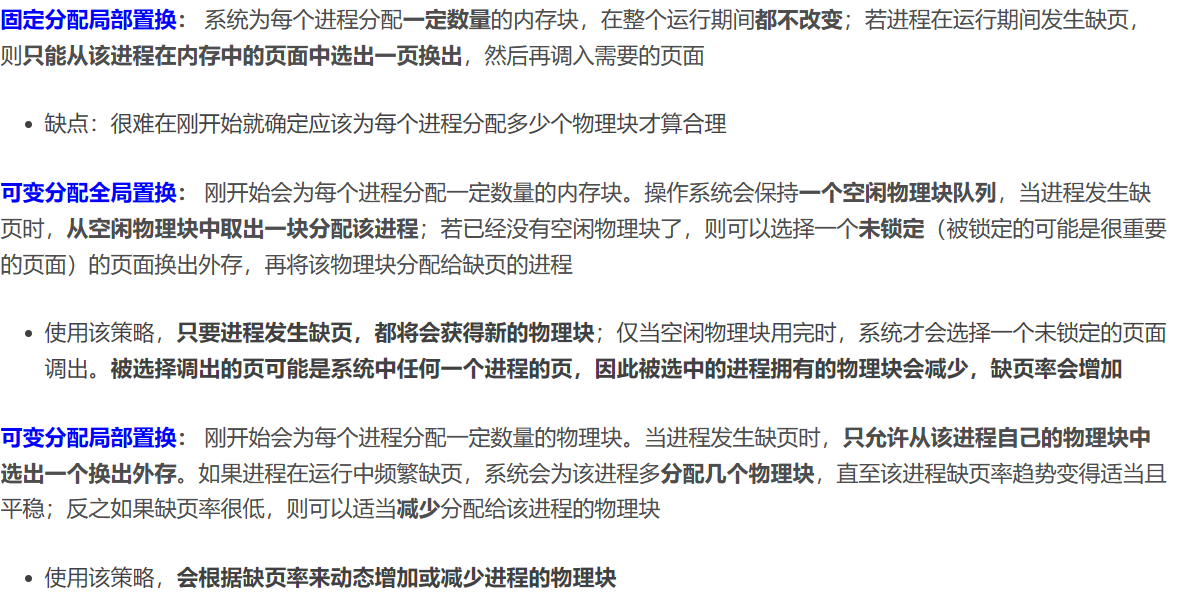 固定分配局部置换： 系统为每个进程分配一定数量的内存块，在整个运行期间都不改变；若进程在运行期间发生缺页，
则只能从该进程在内存中的页面中选出一页换出，然后再调入需要的页面
• 缺点：很难在刚开始就确定应该为每个进程分配多少个物理块才算合理
可变分配全局置换： 刚开始会为每个进程分配一定数量的内存块。操作系统会保持一个空闲物理块队列，当进程发生缺
页时，从空闲物理块中取出一块分配该进程；若已经没有空闲物理块了，则可以选择一个未锁定（被锁定的可能是很重要
的页面）的页面换出外存，再将该物理块分配给缺页的进程
• 使用该策略，只要进程发生缺页，都将会获得新的物理块；仅当空闲物理块用完时，系统才会选择一个未锁定的页面
调出。被选择调出的页可能是系统中任何一个进程的页，因此被选中的进程拥有的物理块会减少，缺页率会增加
可变分配局部置换： 刚开始会为每个进程分配一定数量的物理块。当进程发生缺页时，只允许从该进程自己的物理块中
选出一个换出外存。如果进程在运行中频繁缺页，系统会为该进程多分配几个物理块，直至该进程缺页率趋势变得适当且
平稳；反之如果缺页率很低，则可以适当减少分配给该进程的物理块
• 使用该策略，会根据缺页率来动态增加或减少进程的物理块